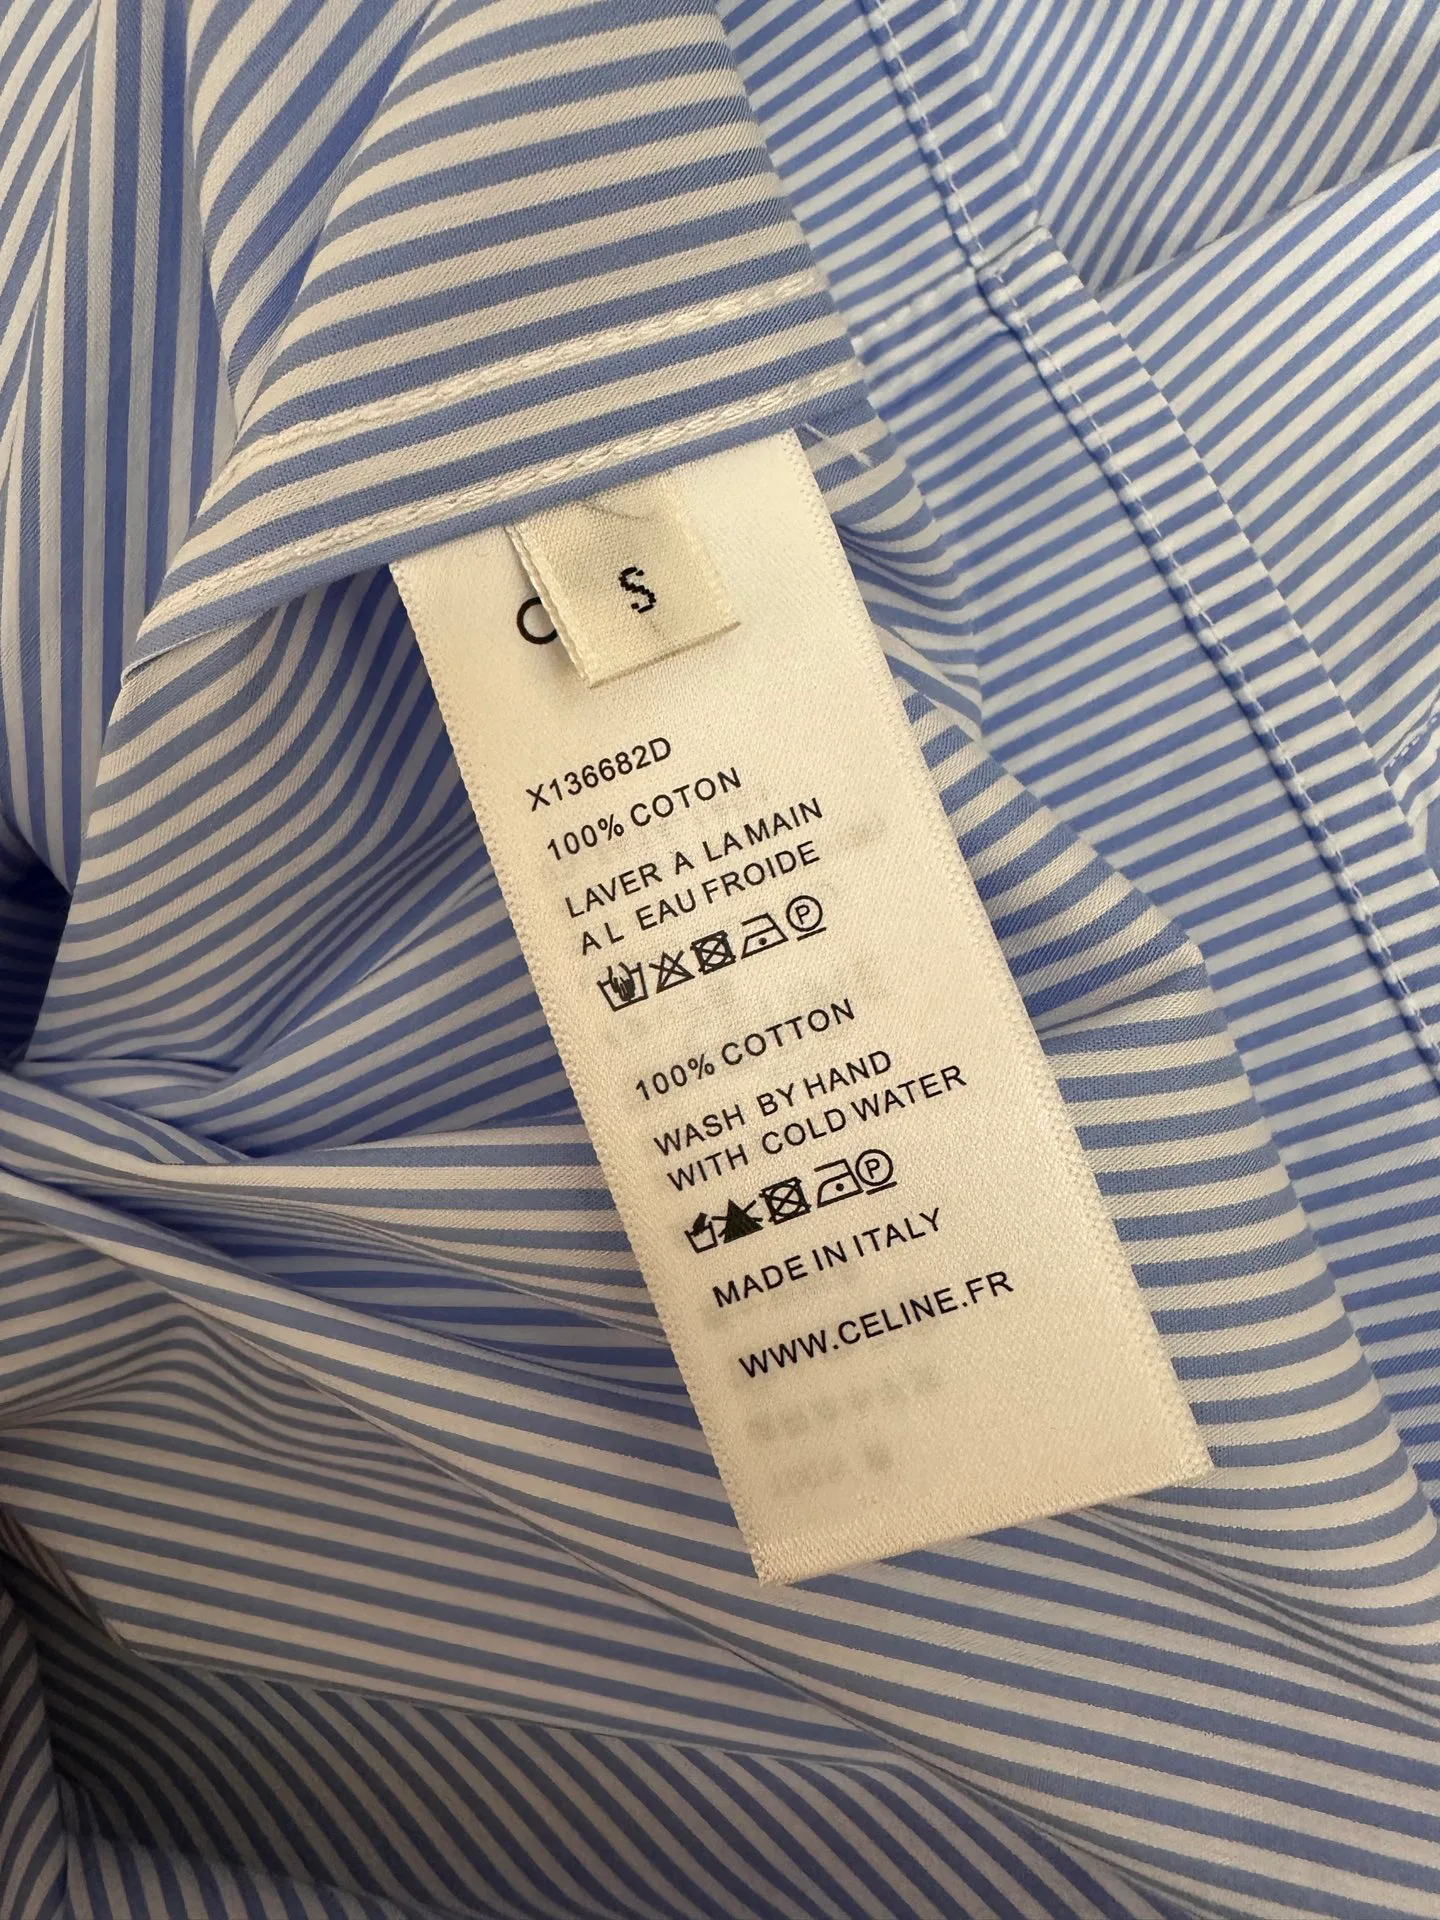 S
X136682D
100% COTON
LAVER A LA MAIN
A L EAU FROIDE
P
100% COTTON
WASH BY HAND
WITH COLD WATER
P
MADE IN ITALY
WWW.CELINE.FR